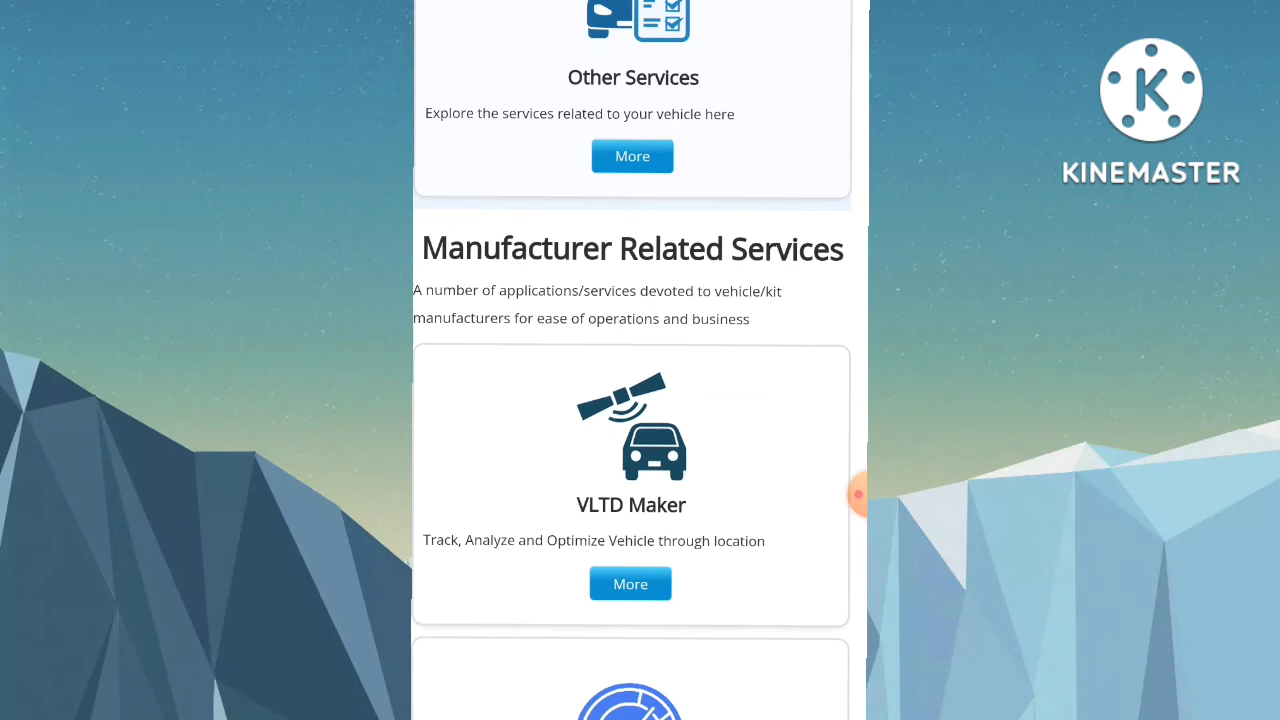 Other Services
Explore the services related to your vehicle here
More
Manufacturer Related Services
A number of applications/services devoted to vehicle/kit
manufacturers for ease of operations and business
VLTD Maker
Track, Analyze and Optimize Vehicle through location
More
K
KINEMASTER